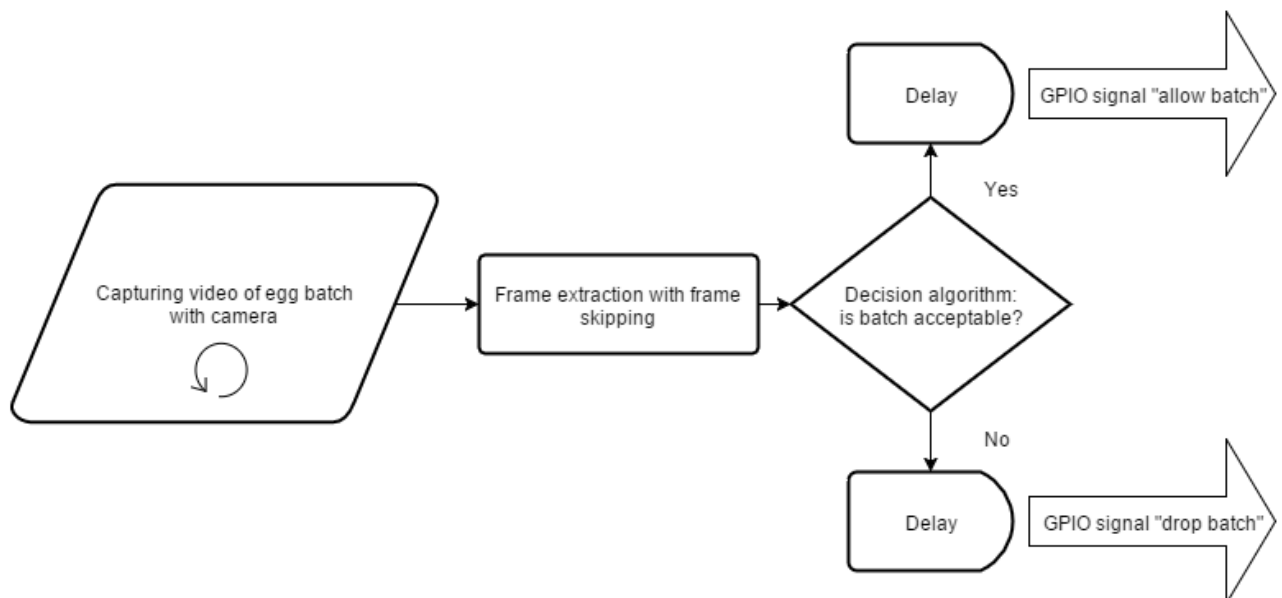 Delay
GPIO signal "allow batch"
Yes
Capturing video of egg batch
with camera
Frame extraction with frame
skipping
Decision algorithm:
is batch acceptable?
No
Delay
GPIO signal "drop batch"